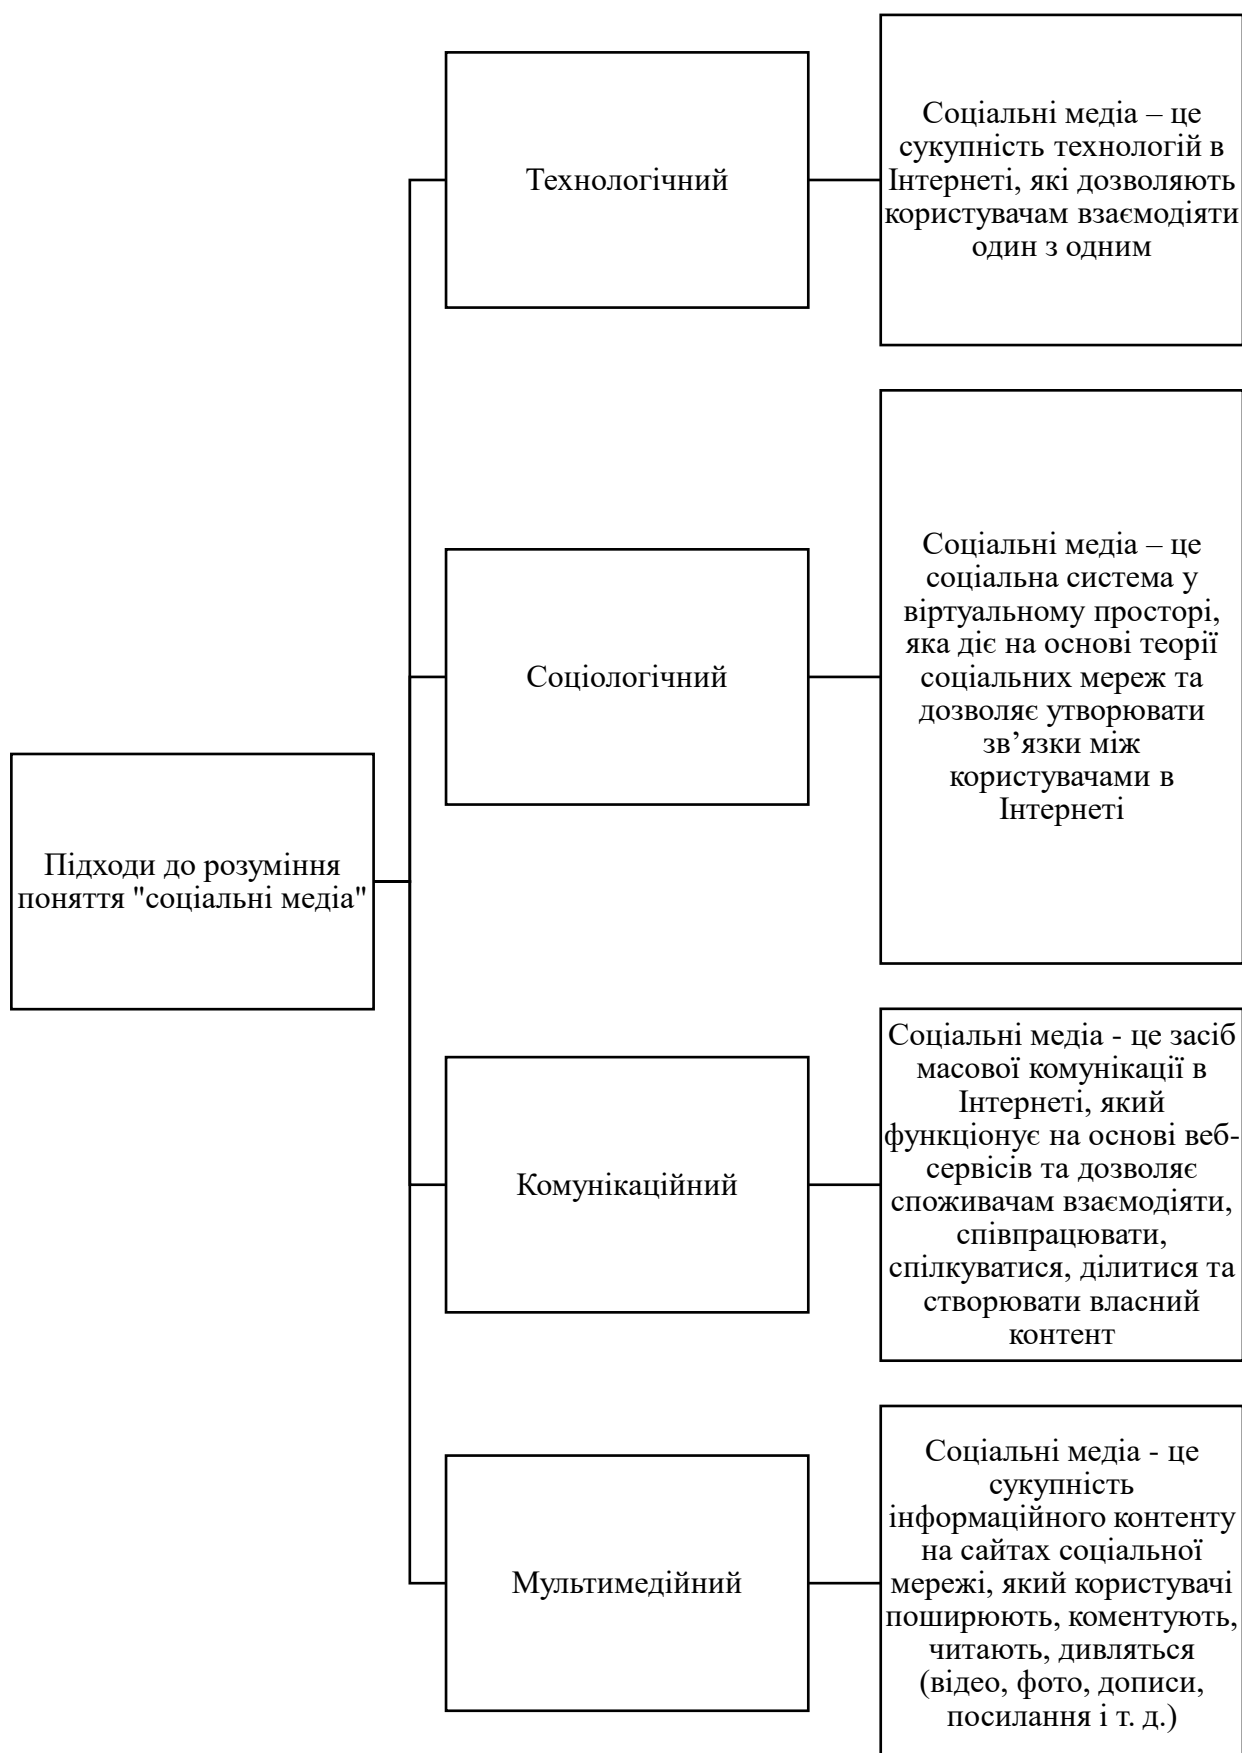 Підходи до розуміння
поняття "соціальні медіа"
Технологічний
Соціальні медіа – це
сукупність технологій в
Інтернеті, які дозволяють
користувачам взаємодіяти
один з одним
Соціологічний
Соціальні медіа – це
соціальна система у
віртуальному просторі,
яка діє на основі теорії
соціальних мереж та
дозволяє утворювати
зв’язки між
користувачами в
Інтернеті
Комунікаційний
Соціальні медіа - це засіб
масової комунікації в
Інтернеті, який
функціонує на основі веб-
сервісів та дозволяє
споживачам взаємодіяти,
співпрацювати,
спілкуватися, ділитися та
створювати власний
контент
Мультимедійний
Соціальні медіа - це
сукупність
інформаційного контенту
на сайтах соціальної
мережі, який користувачі
поширюють, коментують,
читають, дивляться
(відео, фото, дописи,
посилання і т. д.)